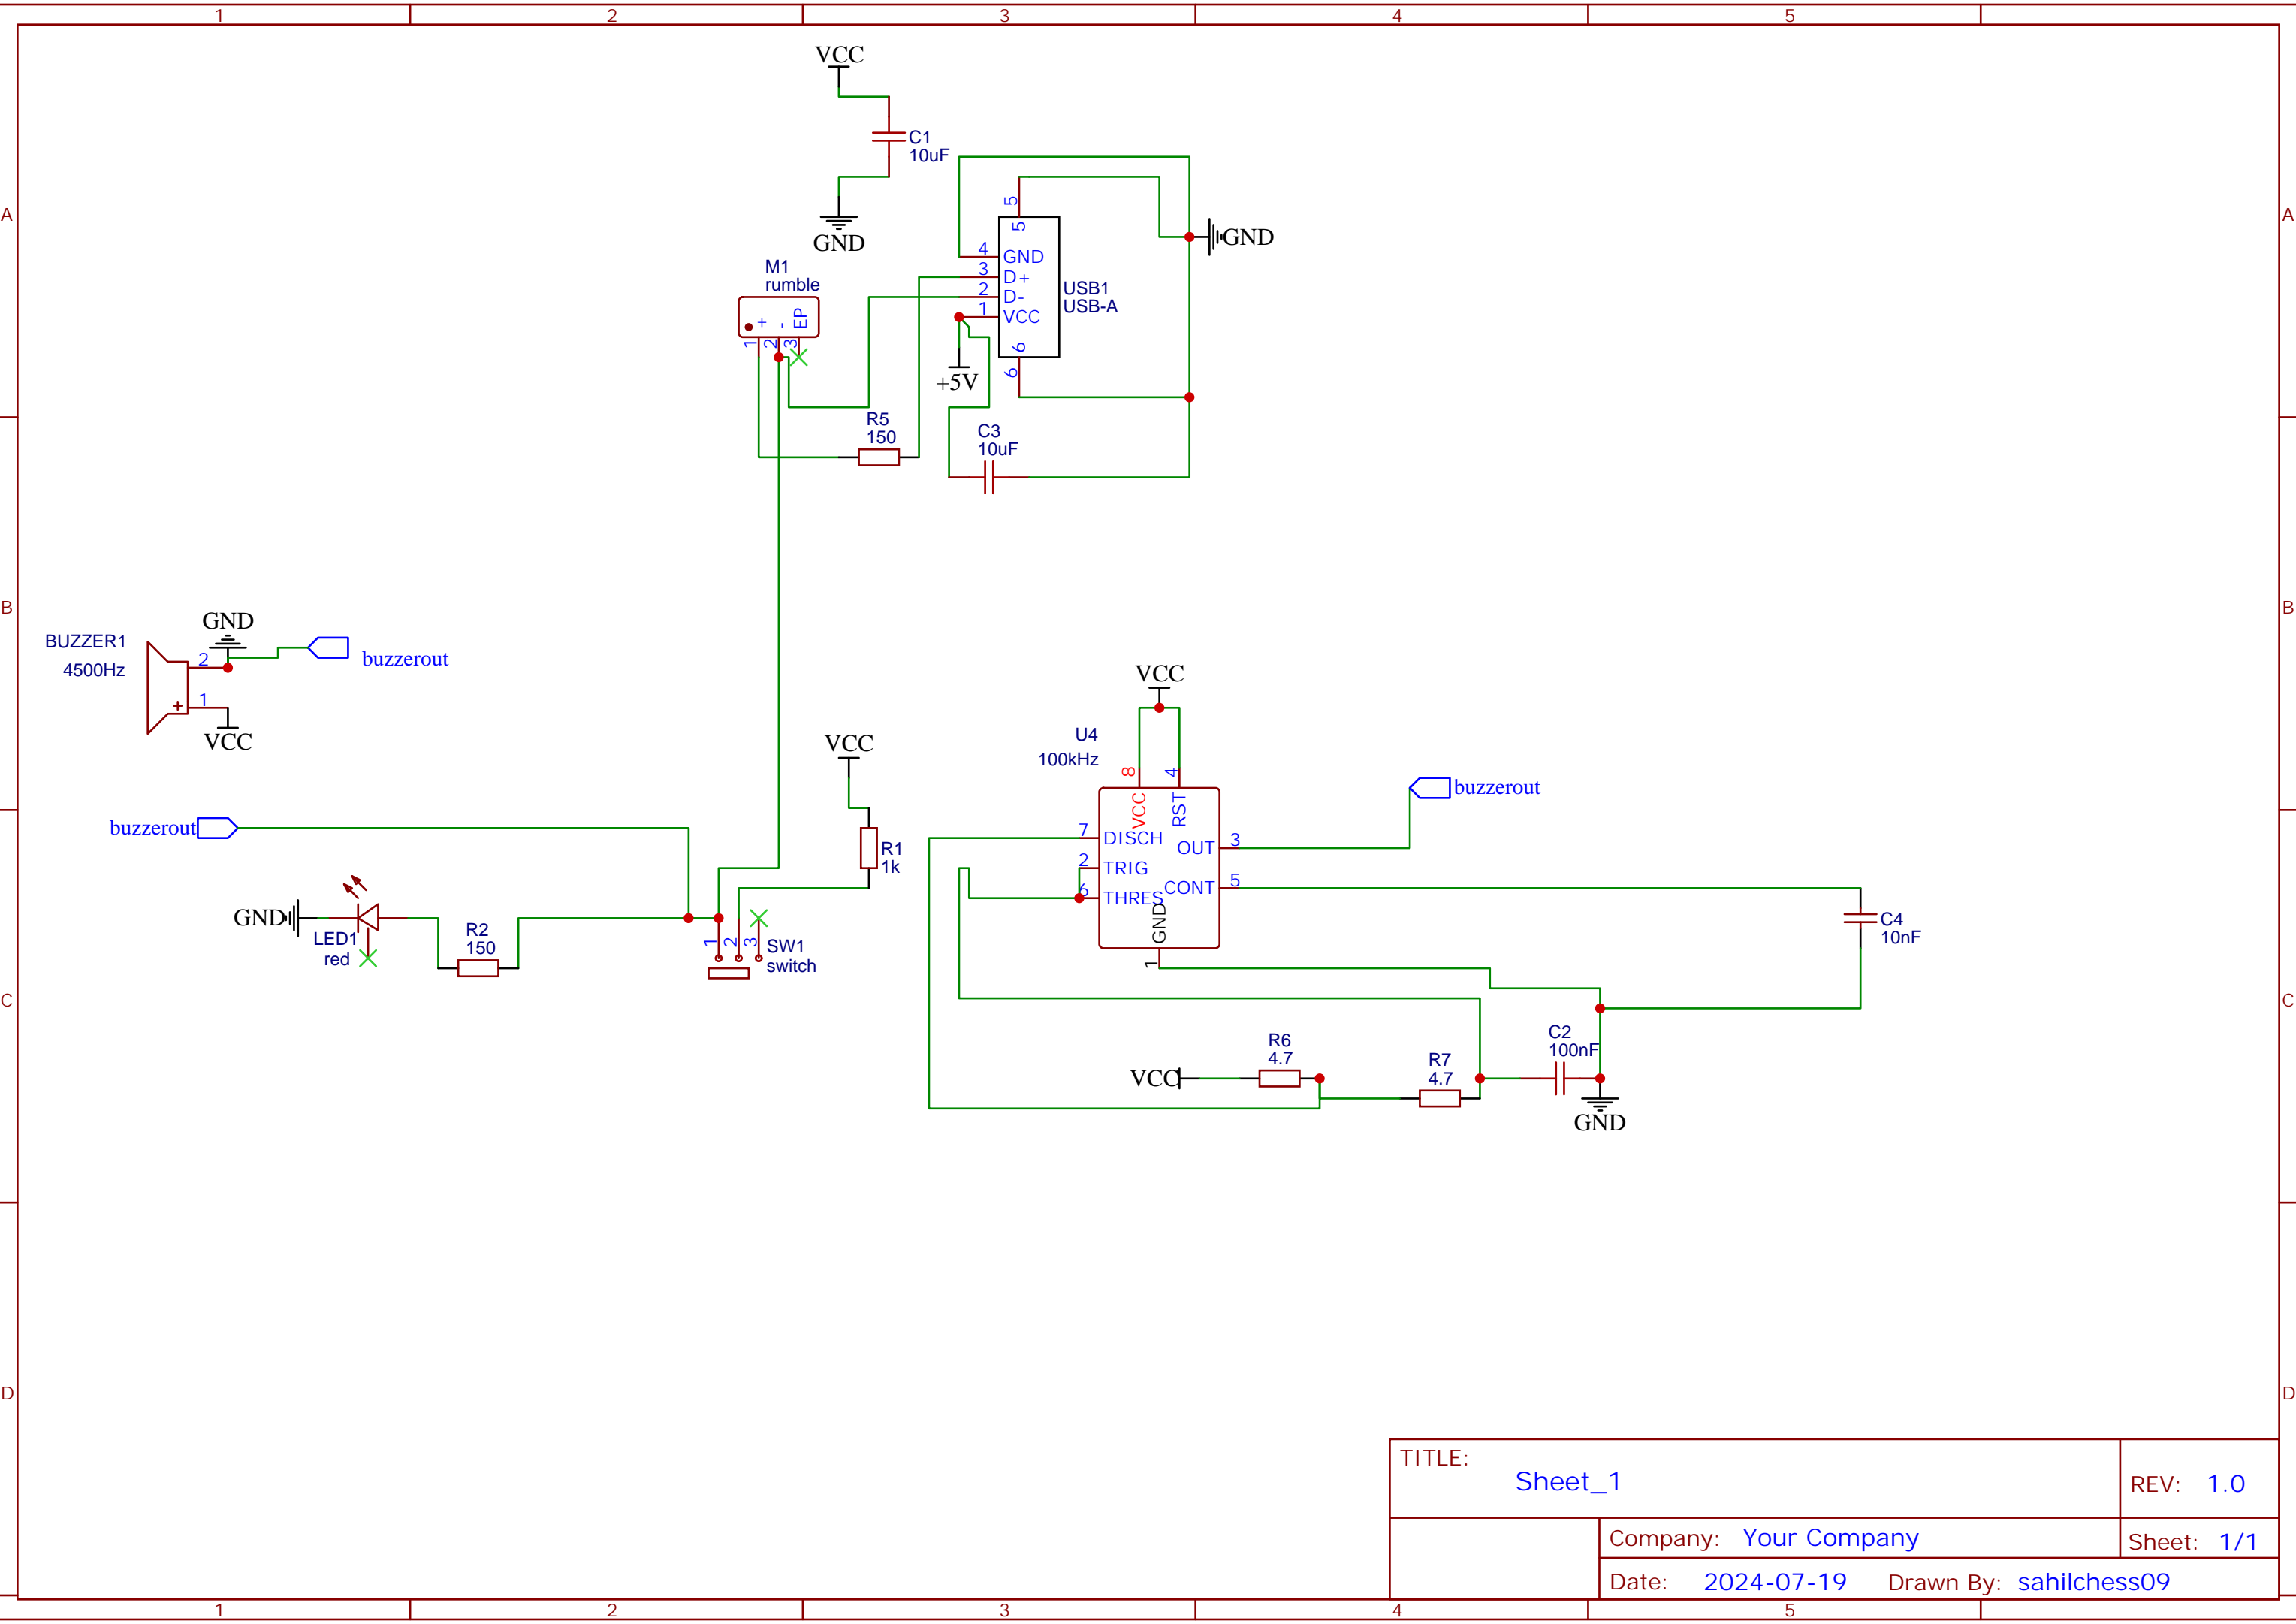 1 2 3 4 5
A A
B B
C C
D D
VCC
C1
10uF
GND
M1
rumble
+ - EP
1 2 3
5
5
4 GND
3 D+
2 D-
1 VCC
6
6
USB1
USB-A
GND
+5V
R5
150
C3
10uF
BUZZER1
4500Hz
GND
2
+ 1
VCC
buzzerout
VCC
R1
1k
buzzerout
GND
LED1
red
R2
150
1 2 3
SW1
switch
VCC
U4
100kHz
8 4
VCC RST
7 DISCH
2 TRIG
6 THRES
OUT 3
CONT 5
GND
1
buzzerout
C4
10nF
VCC
R6
4.7
R7
4.7
C2
100nF
GND
TITLE:
Sheet_1
REV: 1.0
Company: Your Company
Sheet: 1/1
Date: 2024-07-19 Drawn By: sahilchess09
1 2 3 4 5